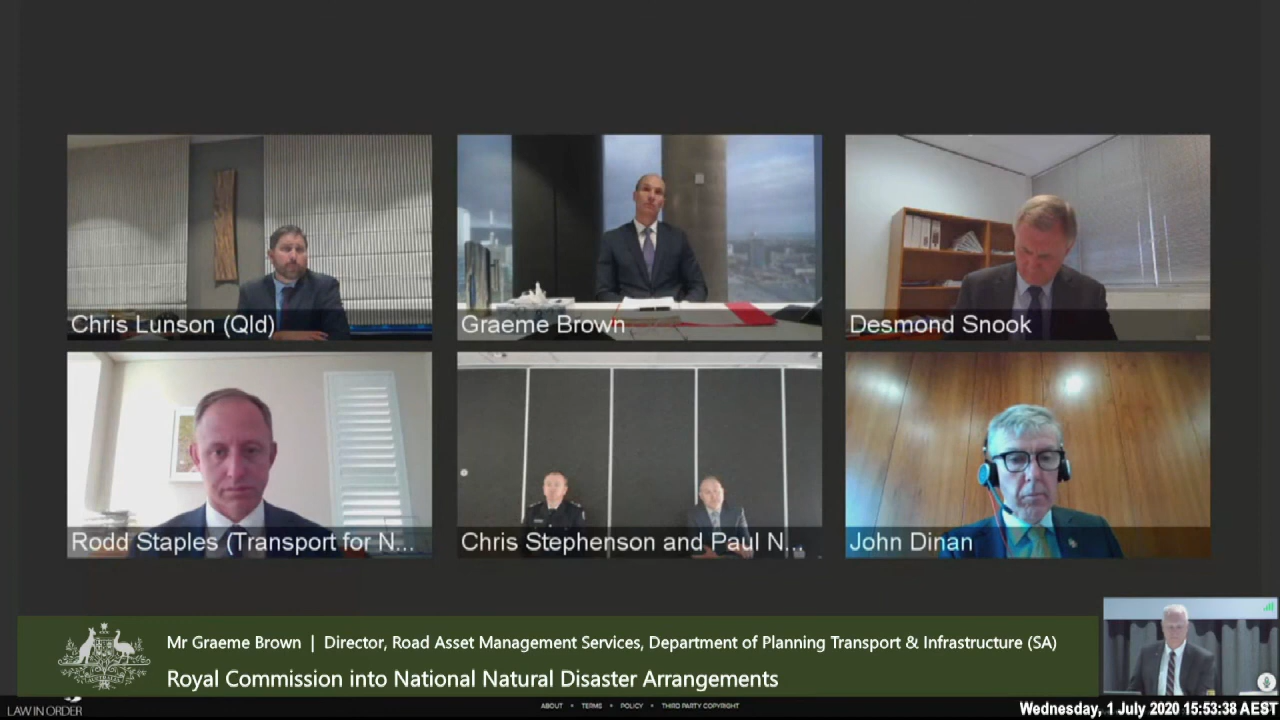 Chris Lunson (Qld)
Graeme Brown
Desmond Snook
Rodd Staples (Transport for N...
Chris Stephenson and Paul N...
John Dinan
Mr Graeme Brown | Director, Road Asset Management Services, Department of Planning Transport & Infrastructure (SA)
Royal Commission into National Natural Disaster Arrangements
LAW IN ORDER
ABOUT • TERMS • POLICY • THIRD PARTY COPYRIGHT
Wednesday, 1 July 2020 15:53:38 AEST